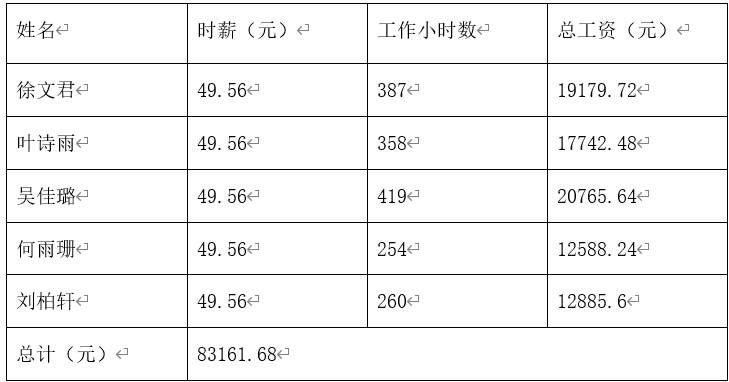 姓名 时薪（元） 工作小时数 总工资（元）
徐文君 49.56 387 19179.72
叶诗雨 49.56 358 17742.48
吴佳璐 49.56 419 20765.64
何雨珊 49.56 254 12588.24
刘柏轩 49.56 260 12885.6
总计（元） 83161.68